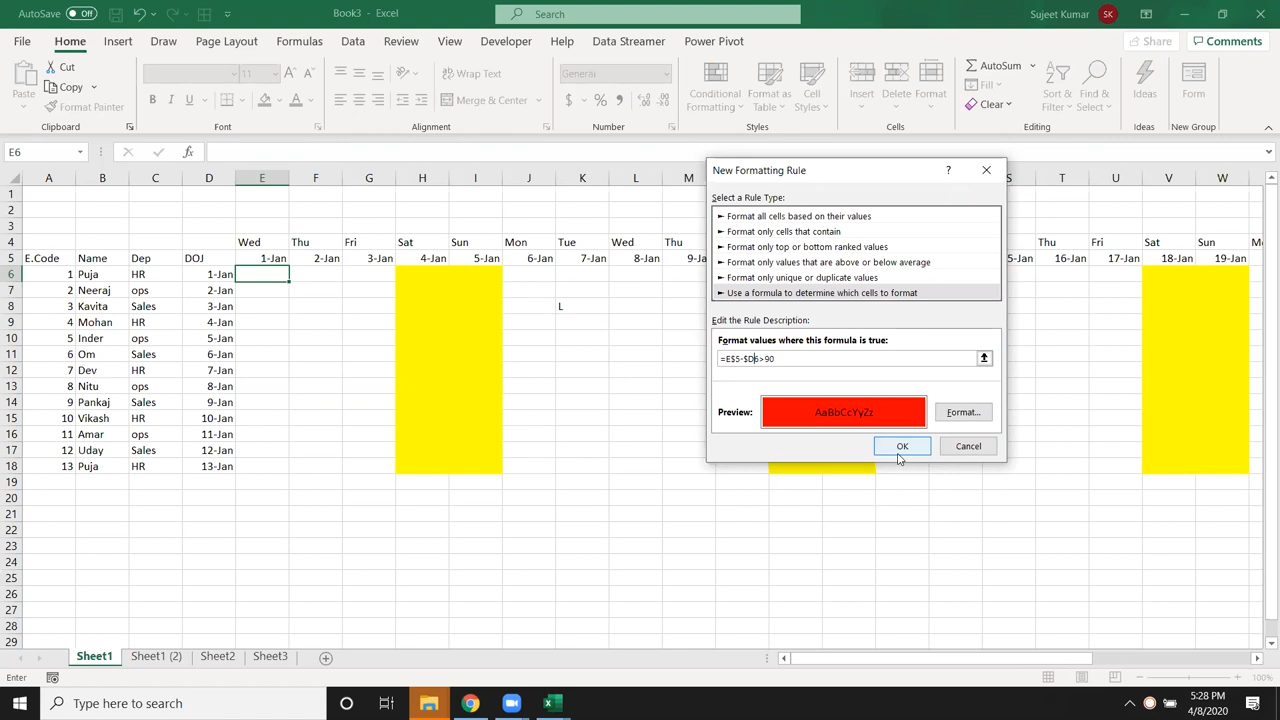 AutoSave Off Book3 - Excel Search Sujeet Kumar SK
File Home Insert Draw Page Layout Formulas Data Review View Developer Help Data Streamer Power Pivot Share Comments
Paste Cut Copy Format Painter Clipboard
11 B I U Font
Wrap Text Merge & Center Alignment
General $ % Number
Conditional Formatting Format as Table Cell Styles Styles
Insert Delete Format Cells
AutoSum Fill Clear Sort & Filter Find & Select Editing
Ideas Ideas
Form New Group
E6 fx
A B C D E F G H I J K L M S T U V W
1
2
3
4 Wed Thu Fri Sat Sun Mon Tue Wed Thu Thu Fri Sat Sun
5 E.Code Name Dep DOJ 1-Jan 2-Jan 3-Jan 4-Jan 5-Jan 6-Jan 7-Jan 8-Jan 9-Jan 5-Jan 16-Jan 17-Jan 18-Jan 19-Jan
6 1 Puja HR 1-Jan
7 2 Neeraj ops 2-Jan
8 3 Kavita Sales 3-Jan L
9 4 Mohan HR 4-Jan
10 5 Inder ops 5-Jan
11 6 Om Sales 6-Jan
12 7 Dev HR 7-Jan
13 8 Nitu ops 8-Jan
14 9 Pankaj Sales 9-Jan
15 10 Vikash HR 10-Jan
16 11 Amar ops 11-Jan
17 12 Uday Sales 12-Jan
18 13 Puja HR 13-Jan
19
20
21
22
23
24
25
26
27
28
29
New Formatting Rule ?
Select a Rule Type:
► Format all cells based on their values
► Format only cells that contain
► Format only top or bottom ranked values
► Format only values that are above or below average
► Format only unique or duplicate values
► Use a formula to determine which cells to format
Edit the Rule Description:
Format values where this formula is true:
=E$5-$D6>90
Preview: AaBbCcYyZz Format...
OK Cancel
Sheet1 Sheet1 (2) Sheet2 Sheet3
Enter 100%
Type here to search
5:28 PM
4/8/2020